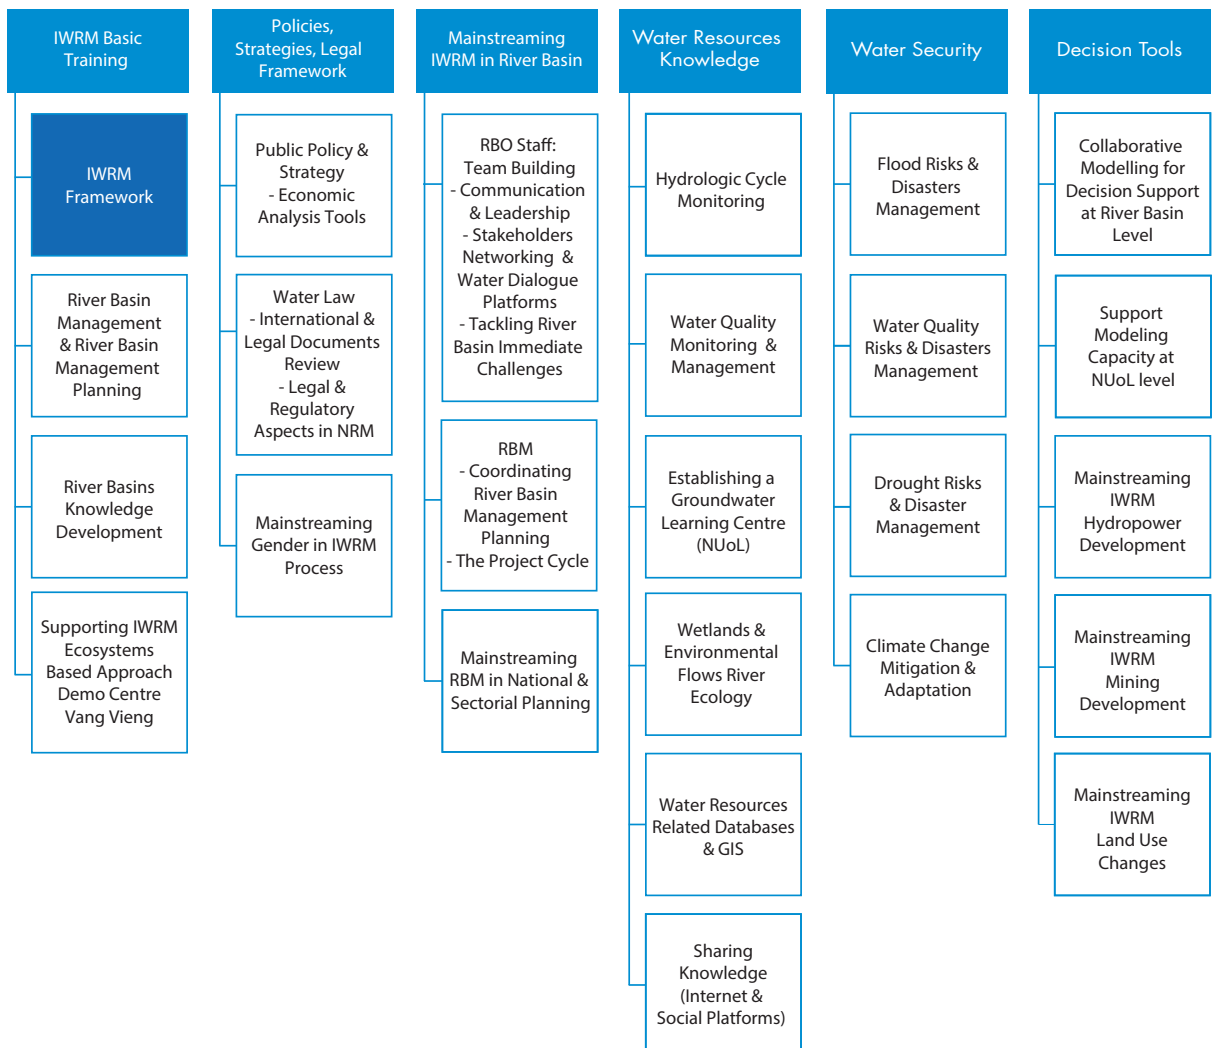 IWRM Basic
Training
IWRM
Framework
River Basin
Management
& River Basin
Management
Planning
River Basins
Knowledge
Development
Supporting IWRM
Ecosystems
Based Approach
Demo Centre
Vang Vieng
Policies,
Strategies, Legal
Framework
Public Policy &
Strategy
- Economic
Analysis Tools
Water Law
- International &
Legal Documents
Review
- Legal &
Regulatory
Aspects in NRM
Mainstreaming
Gender in IWRM
Process
Mainstreaming
IWRM in River Basin
RBO Staff:
Team Building
- Communication
& Leadership
- Stakeholders
Networking &
Water Dialogue
Platforms
- Tackling River
Basin Immediate
Challenges
RBM
- Coordinating
River Basin
Management
Planning
- The Project Cycle
Mainstreaming
RBM in National &
Sectorial Planning
Water Resources
Knowledge
Hydrologic Cycle
Monitoring
Water Quality
Monitoring &
Management
Establishing a
Groundwater
Learning Centre
(NUoL)
Wetlands &
Environmental
Flows River
Ecology
Water Resources
Related Databases
& GIS
Sharing
Knowledge
(Internet &
Social Platforms)
Water Security
Flood Risks &
Disasters
Management
Water Quality
Risks & Disasters
Management
Drought Risks
& Disaster
Management
Climate Change
Mitigation &
Adaptation
Decision Tools
Collaborative
Modelling for
Decision Support
at River Basin
Level
Support
Modeling
Capacity at
NUoL level
Mainstreaming
IWRM
Hydropower
Development
Mainstreaming
IWRM
Mining
Development
Mainstreaming
IWRM
Land Use
Changes